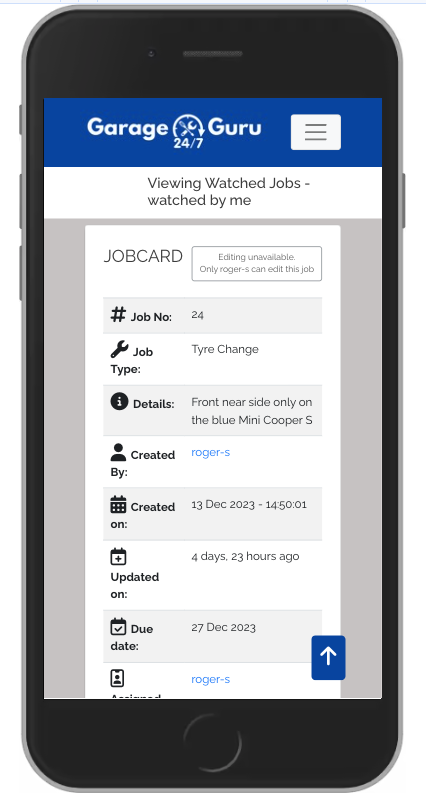 Garage Guru
24/7
Viewing Watched Jobs -
watched by me
JOBCARD
Editing unavailable.
Only roger-s can edit this job
Job No: 24
Job Type: Tyre Change
Details: Front near side only on
the blue Mini Cooper S
Created By: roger-s
Created on: 13 Dec 2023 - 14:50:01
Updated on: 4 days, 23 hours ago
Due date: 27 Dec 2023
Assigned roger-s